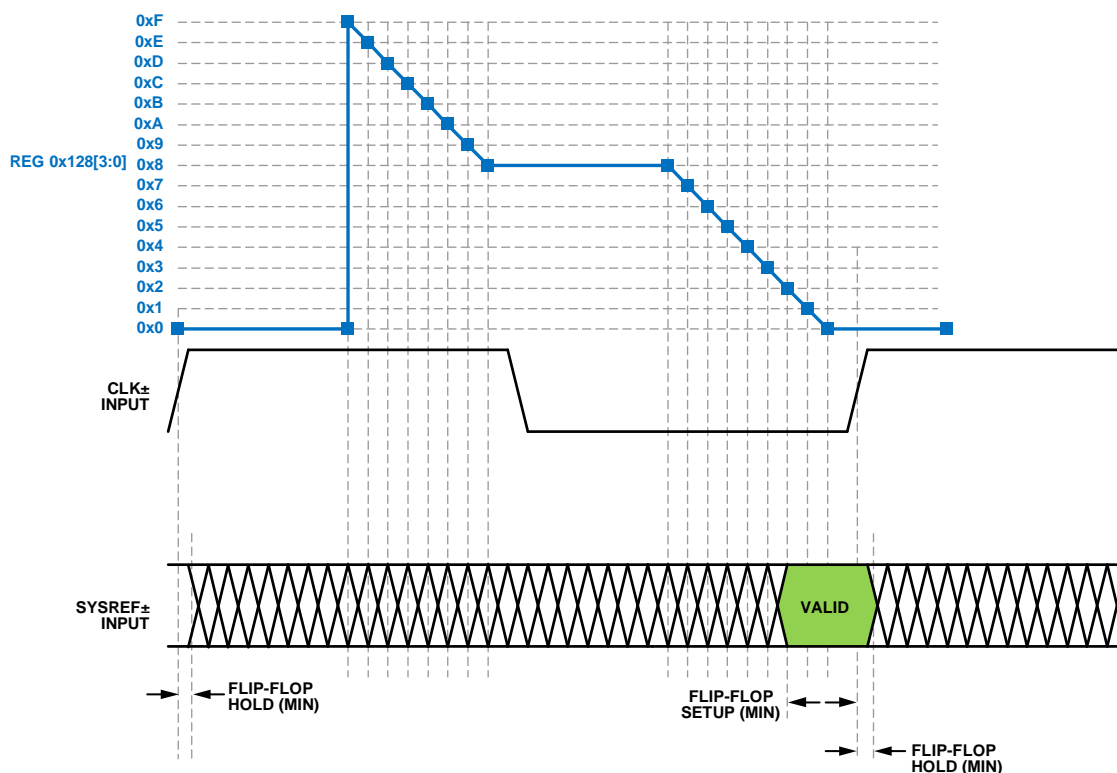 0xF
0xE
0xD
0xC
0xB
0xA
0x9
REG 0x128[3:0] 0x8
0x7
0x6
0x5
0x4
0x3
0x2
0x1
0x0
CLK±
INPUT
SYSREF±
INPUT
VALID
FLIP-FLOP
HOLD (MIN)
FLIP-FLOP
SETUP (MIN)
FLIP-FLOP
HOLD (MIN)